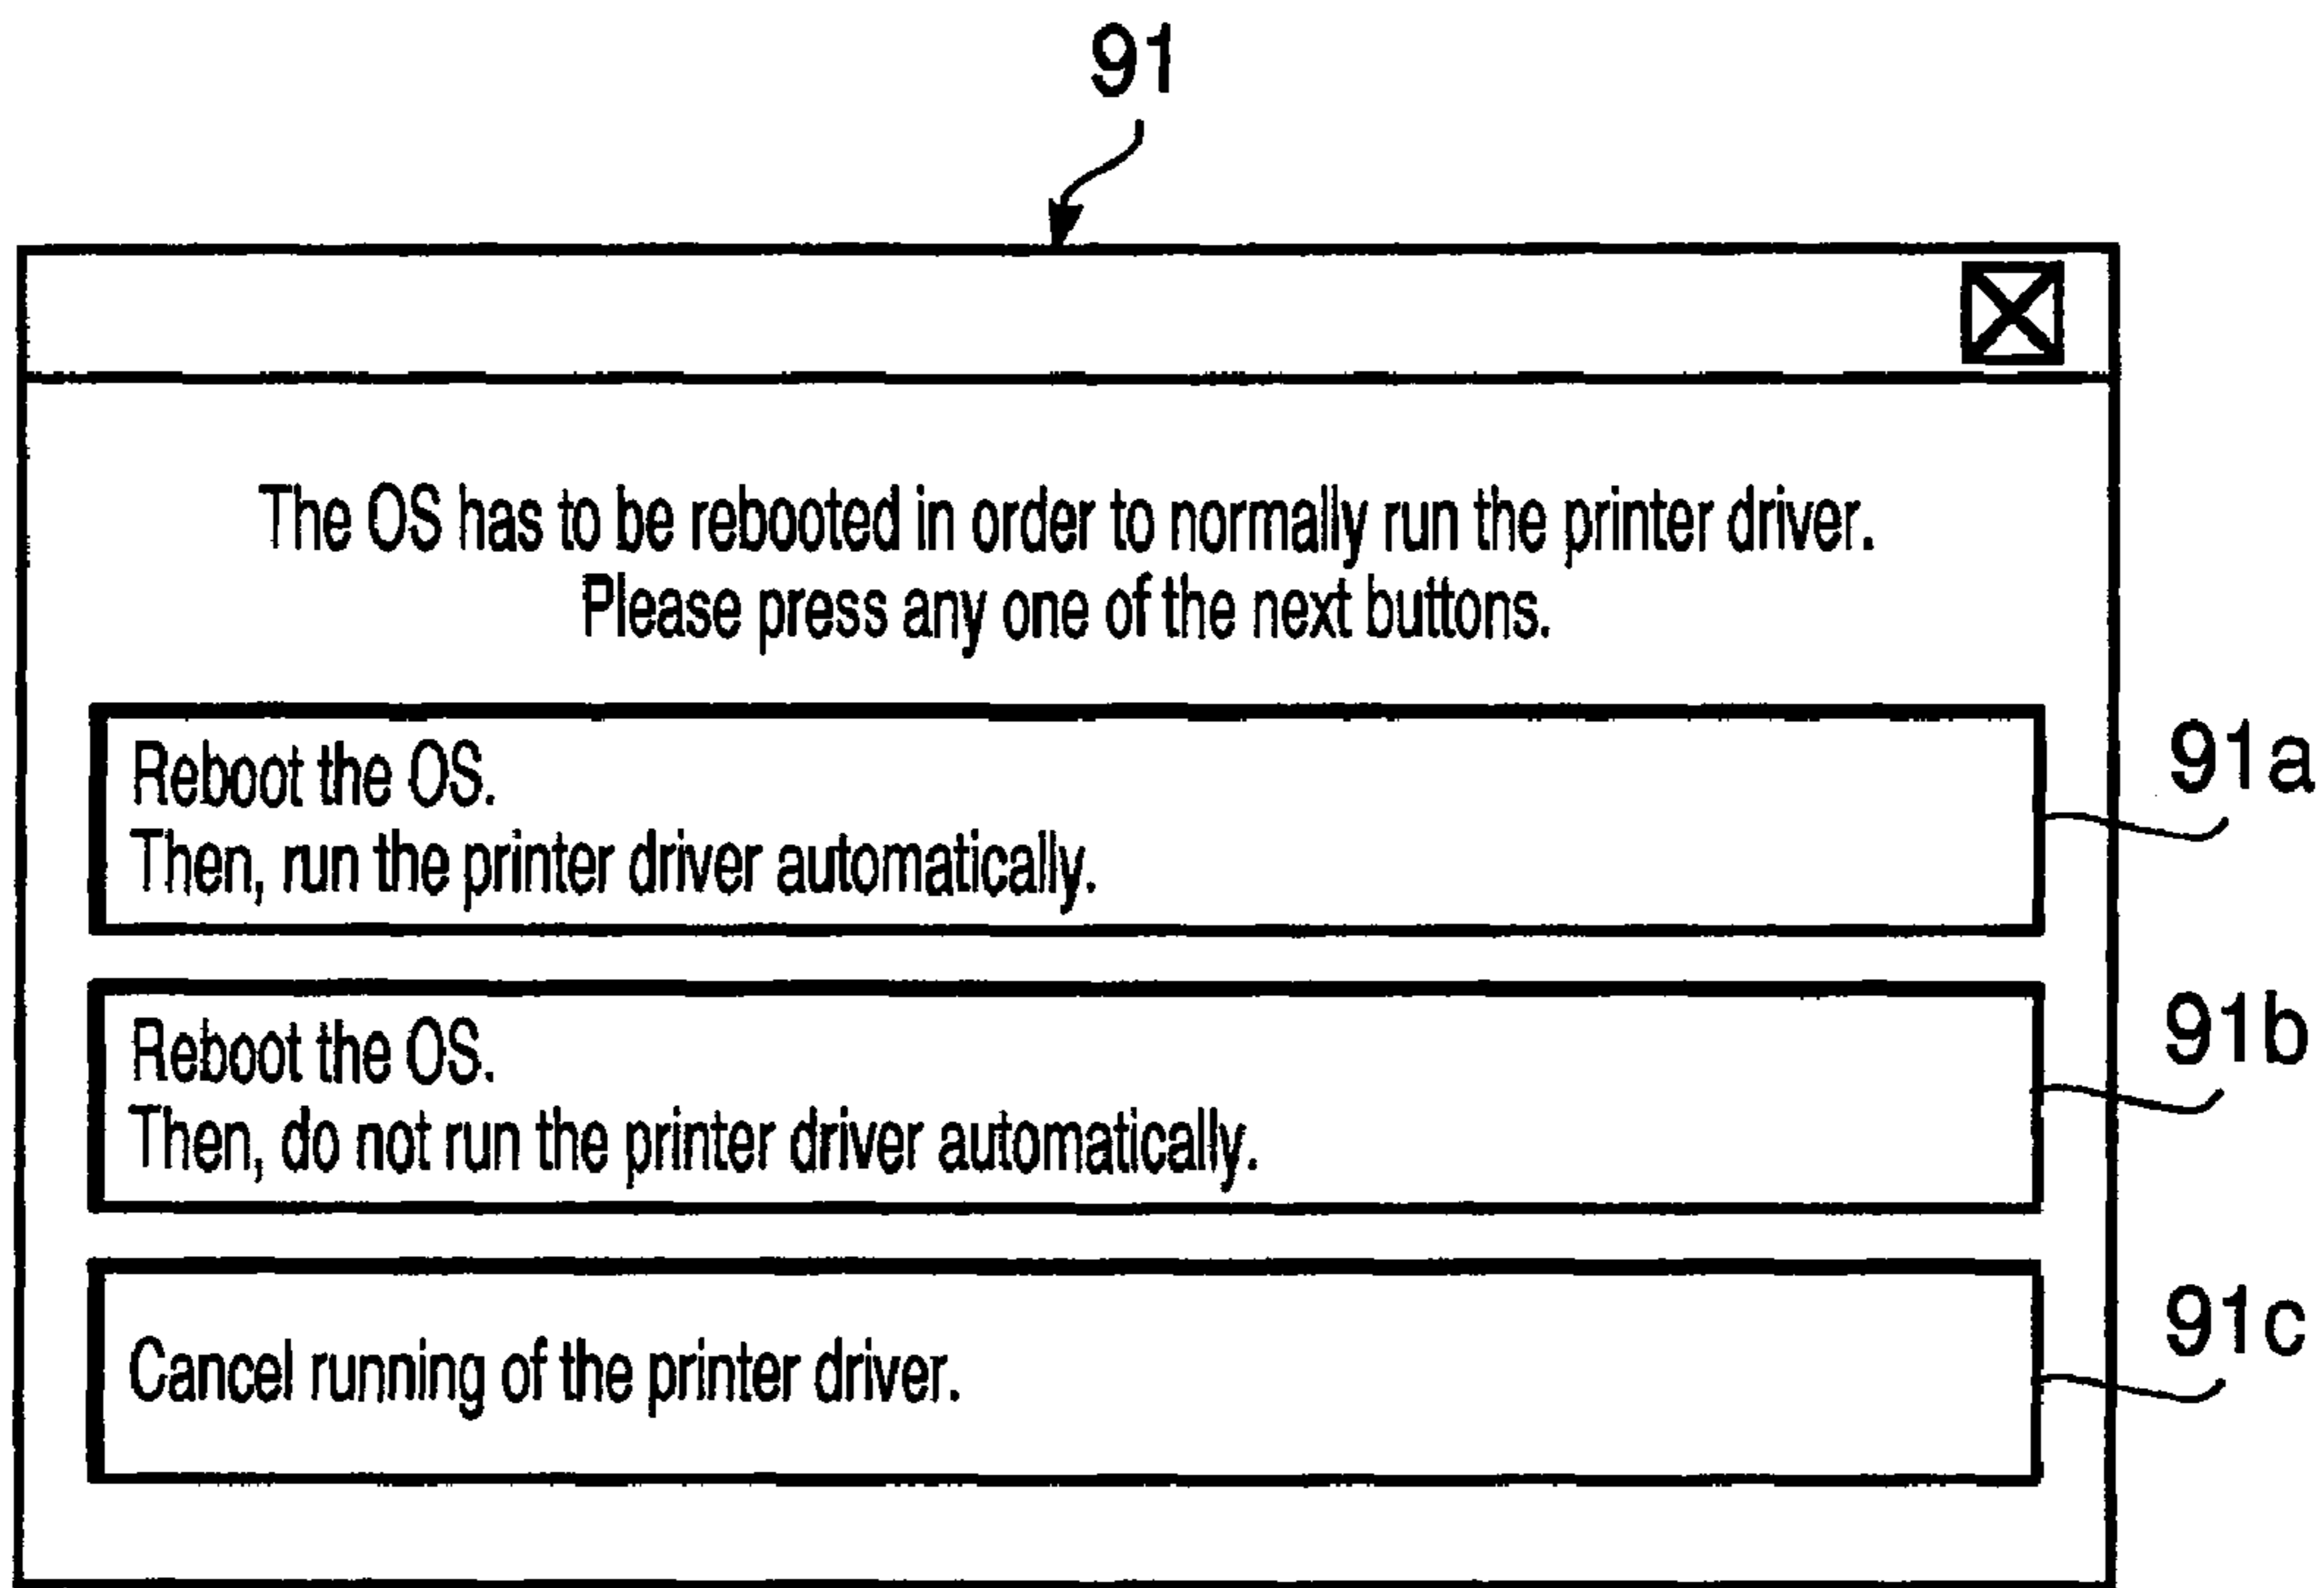 91
The OS has to be rebooted in order to normally run the printer driver.
Please press any one of the next buttons.
Reboot the OS.
Then, run the printer driver automatically.
91a
Reboot the OS.
Then, do not run the printer driver automatically.
91b
Cancel running of the printer driver.
91c